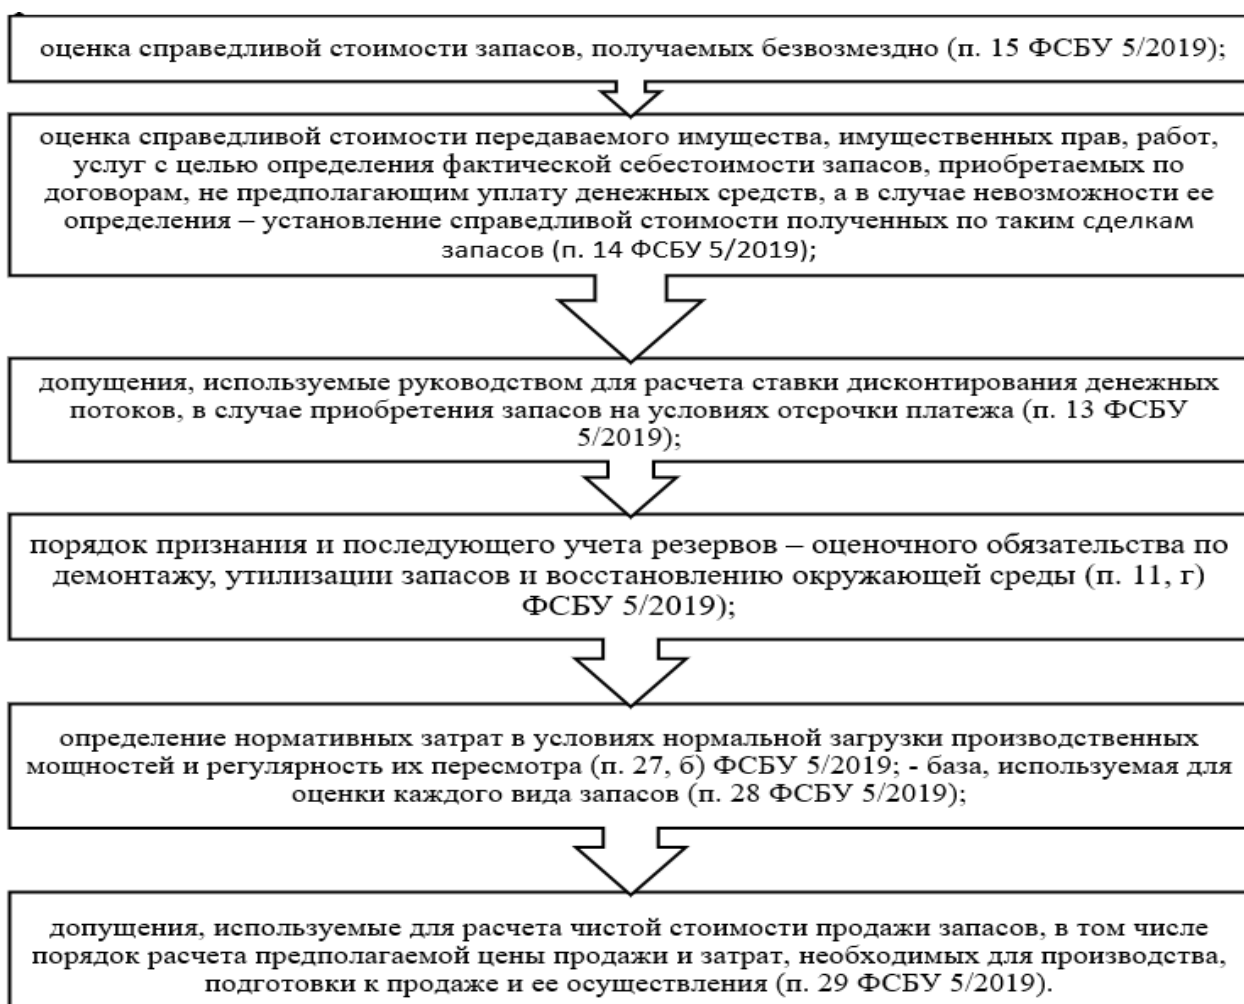 оценка справедливой стоимости запасов, получаемых безвозмездно (п. 15 ФСБУ 5/2019);
оценка справедливой стоимости передаваемого имущества, имущественных прав, работ,
услуг с целью определения фактической себестоимости запасов, приобретаемых по
договорам, не предполагающим уплату денежных средств, а в случае невозможности ее
определения – установление справедливой стоимости полученных по таким сделкам
запасов (п. 14 ФСБУ 5/2019);
допущения, используемые руководством для расчета ставки дисконтирования денежных
потоков, в случае приобретения запасов на условиях отсрочки платежа (п. 13 ФСБУ
5/2019);
порядок признания и последующего учета резервов – оценочного обязательства по
демонтажу, утилизации запасов и восстановлению окружающей среды (п. 11, г)
ФСБУ 5/2019);
определение нормативных затрат в условиях нормальной загрузки производственных
мощностей и регулярность их пересмотра (п. 27, б) ФСБУ 5/2019; - база, используемая для
оценки каждого вида запасов (п. 28 ФСБУ 5/2019);
допущения, используемые для расчета чистой стоимости продажи запасов, в том числе
порядок расчета предполагаемой цены продажи и затрат, необходимых для производства,
подготовки к продаже и ее осуществления (п. 29 ФСБУ 5/2019).